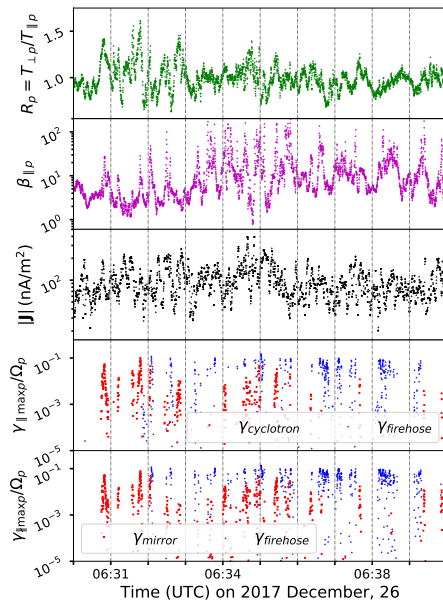 1.5
1.0
R_p = T_⊥p/T_∥p
10^2
10^1
10^0
β_∥p
10^2
|J| (nA/m^2)
10^-1
10^-3
10^-5
γ_∥maxp/Ω_p
γ_cyclotron γ_firehose
10^-1
10^-3
10^-5
γ_∦maxp/Ω_p
γ_mirror γ_firehose
06:31 06:34 06:38
Time (UTC) on 2017 December, 26